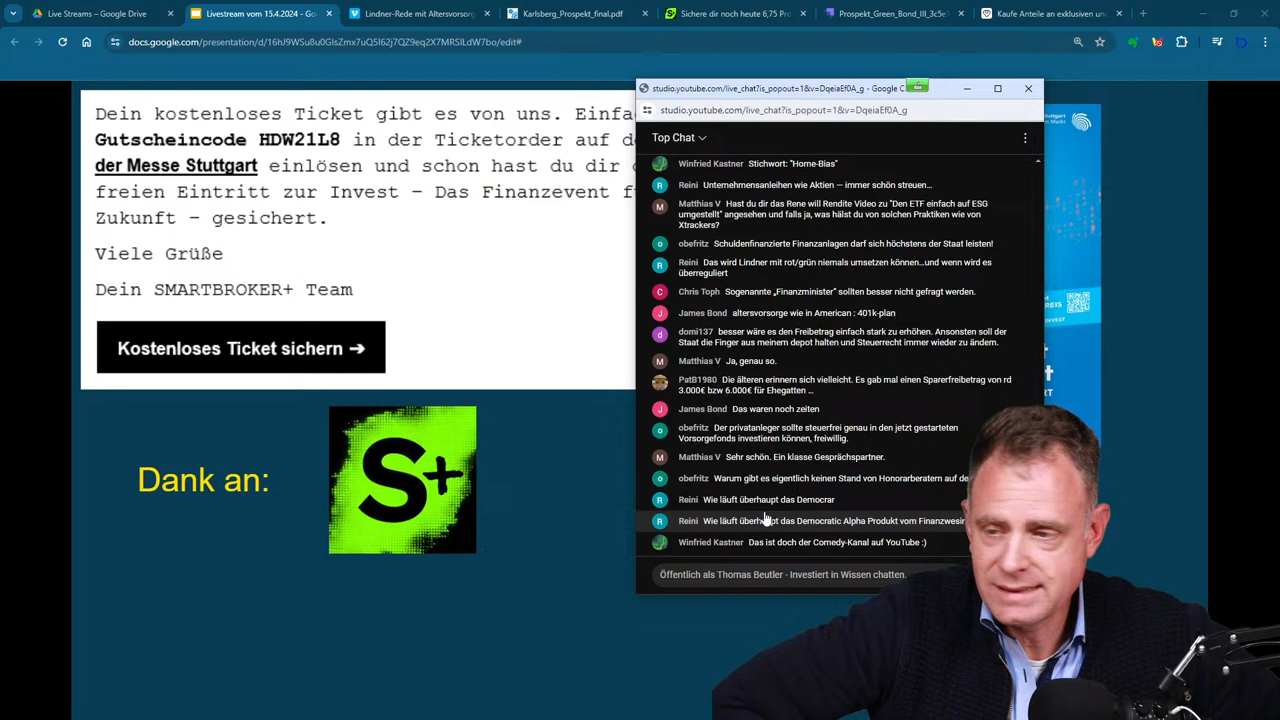 Live Streams – Google Drive
Livestream vom 15.4.2024 - Go
Lindner-Rede mit Altersvorsorg
Karlsberg_Prospekt_final.pdf
Sichere dir noch heute 6,75 Pro
Prospekt_Green_Bond_III_3c5e1
Kaufe Anteile an exklusiven un
docs.google.com/presentation/d/16hJ9WSu8u0GlsZmx7uQ5I62j7QZ9eq2X7MRSlLdW7bo/edit#
Dein kostenloses Ticket gibt es von uns. Einfa
Gutscheincode HDW21L8 in der Ticketorder auf d
der Messe Stuttgart einlösen und schon hast du dir d
freien Eintritt zur Invest – Das Finanzevent f
Zukunft – gesichert.
Viele Grüße
Dein SMARTBROKER+ Team
Kostenloses Ticket sichern ➔
Dank an:
S+
studio.youtube.com/live_chat?is_popout=1&v=DqeiaEf0A_g - Google C
studio.youtube.com/live_chat?is_popout=1&v=DqeiaEf0A_g
Top Chat
Winfried Kastner Stichwort: "Home-Bias"
Reini Unternehmensanleihen wie Aktien — immer schön streuen...
Matthias V Hast du dir das Rene will Rendite Video zu "Den ETF einfach auf ESG
umgestellt" angesehen und falls ja, was hälst du von solchen Praktiken wie von
Xtrackers?
obefritz Schuldenfinanzierte Finanzanlagen darf sich höchstens der Staat leisten!
Reini Das wird Lindner mit rot/grün niemals umsetzen können...und wenn wird es
überreguliert
Chris Toph Sogenannte „Finanzminister" sollten besser nicht gefragt werden.
James Bond altersvorsorge wie in American : 401k-plan
domi137 besser wäre es den Freibetrag einfach stark zu erhöhen. Ansonsten soll der
Staat die Finger aus meinem depot halten und Steuerrecht immer wieder zu ändern.
Matthias V Ja, genau so.
PatB1980 Die älteren erinnern sich vielleicht. Es gab mal einen Sparerfreibetrag von rd
3.000€ bzw 6.000€ für Ehegatten ...
James Bond Das waren noch zeiten
obefritz Der privatanleger sollte steuerfrei genau in den jetzt gestarteten
Vorsorgefonds investieren können, freiwillig.
Matthias V Sehr schön. Ein klasse Gesprächspartner.
obefritz Warum gibt es eigentlich keinen Stand von Honorarberatern auf de
Reini Wie läuft überhaupt das Democrar
Reini Wie läuft überhaupt das Democratic Alpha Produkt vom Finanzwesir
Winfried Kastner Das ist doch der Comedy-Kanal auf YouTube :)
Öffentlich als Thomas Beutler - Investiert in Wissen chatten.